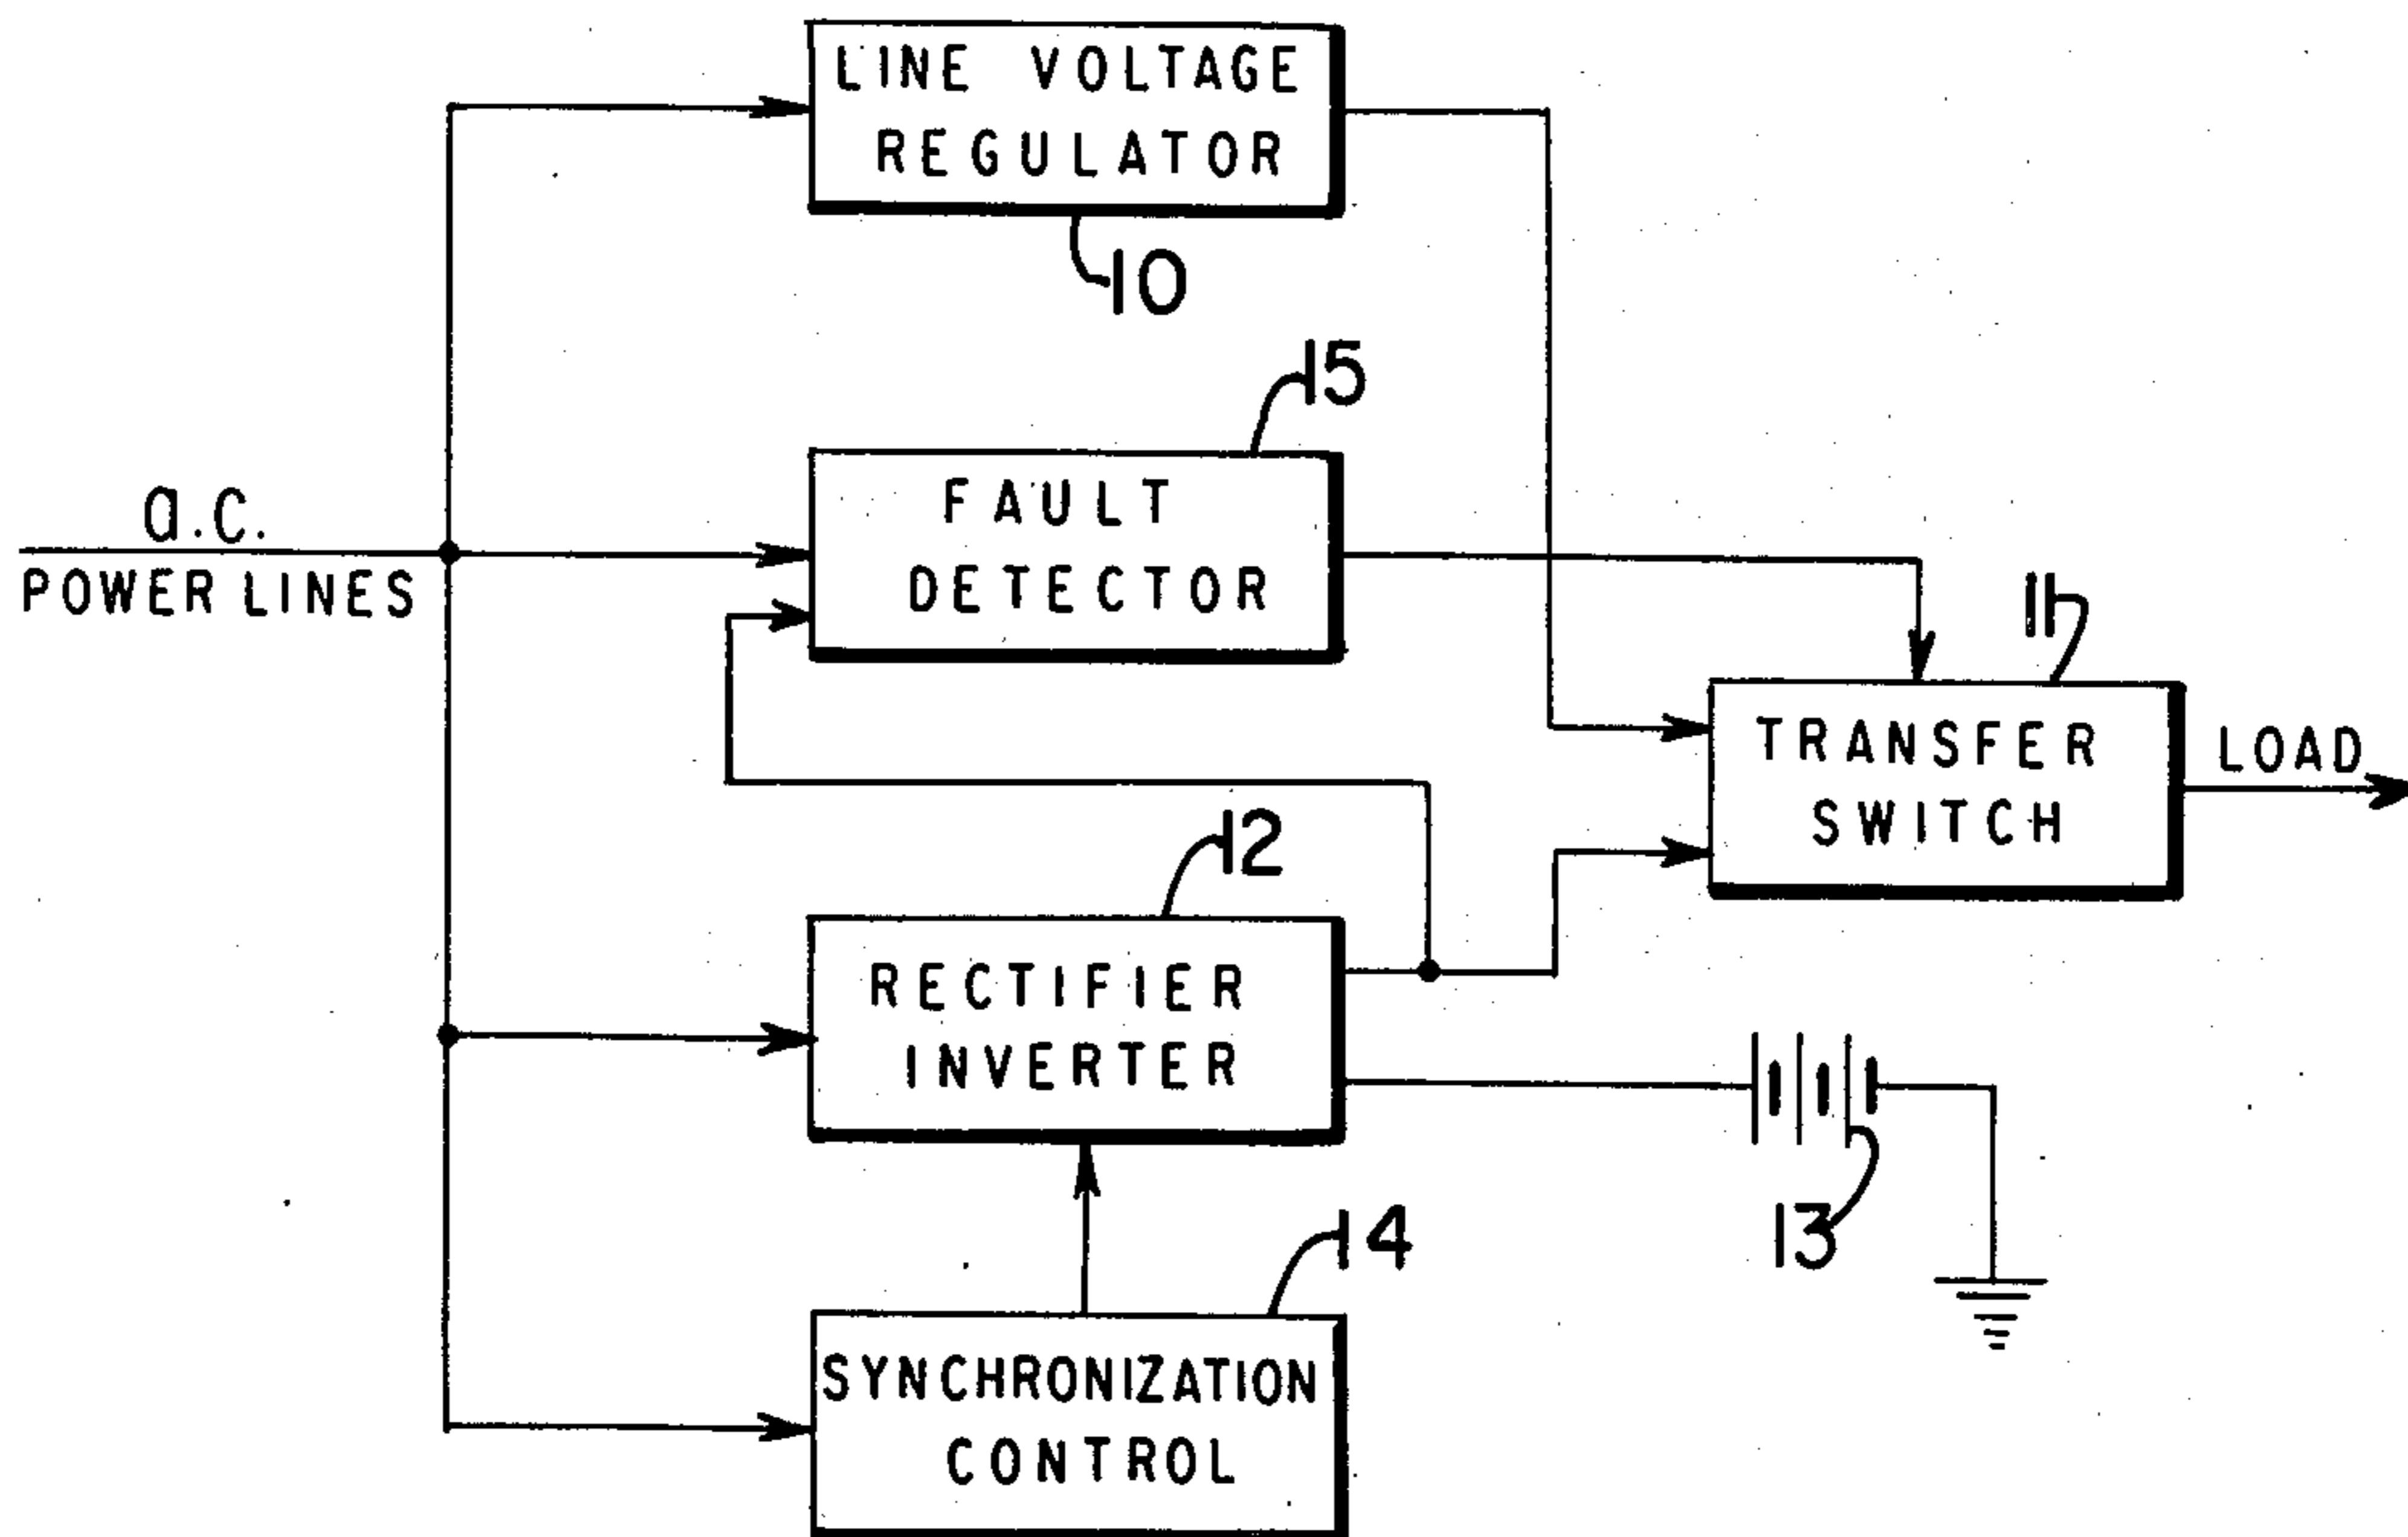 LINE VOLTAGE
REGULATOR
10
15
a.c.
POWER LINES
FAULT
DETECTOR
11
TRANSFER
SWITCH
LOAD
12
RECTIFIER
INVERTER
13
14
SYNCHRONIZATION
CONTROL